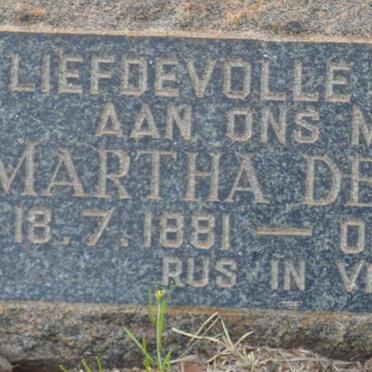 LIEFDEVOLLE
AAN ONS M
MARTHA DE
18.7.1881 — O
RUS IN V